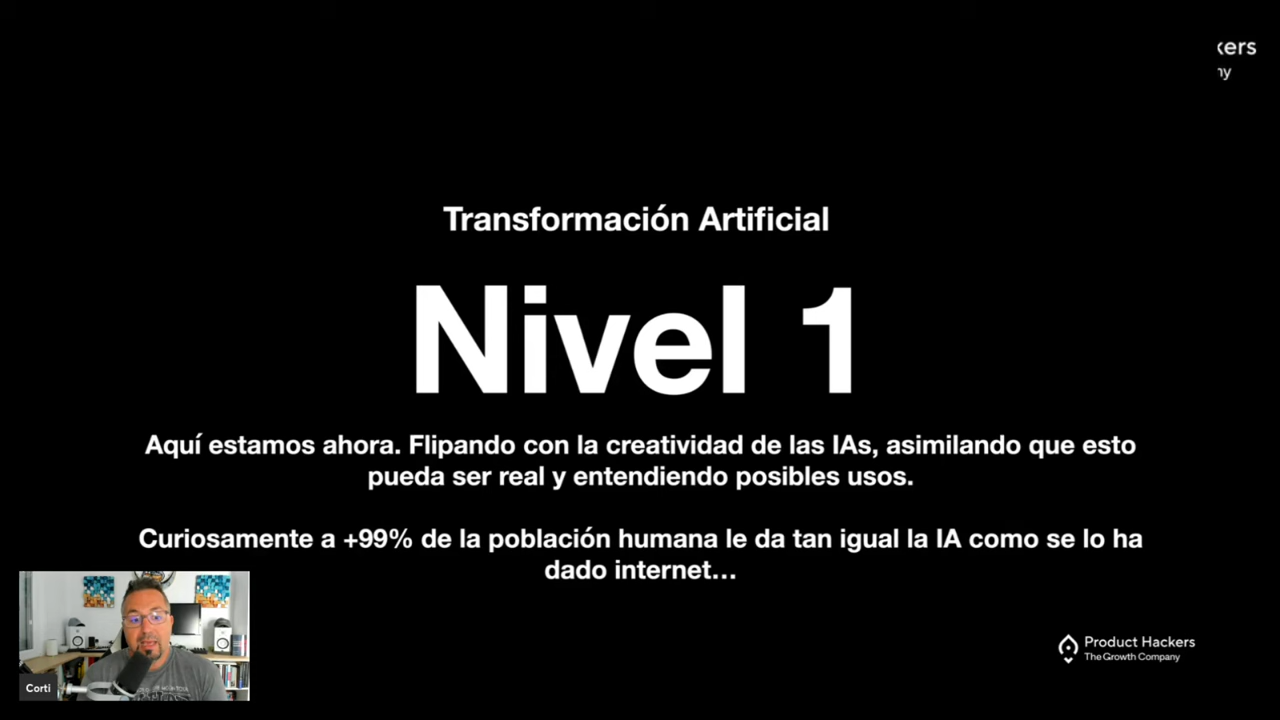 kers
ny
Transformación Artificial
Nivel 1
Aquí estamos ahora. Flipando con la creatividad de las IAs, asimilando que esto
pueda ser real y entendiendo posibles usos.
Curiosamente a +99% de la población humana le da tan igual la IA como se lo ha
dado internet...
Product Hackers
The Growth Company
Corti